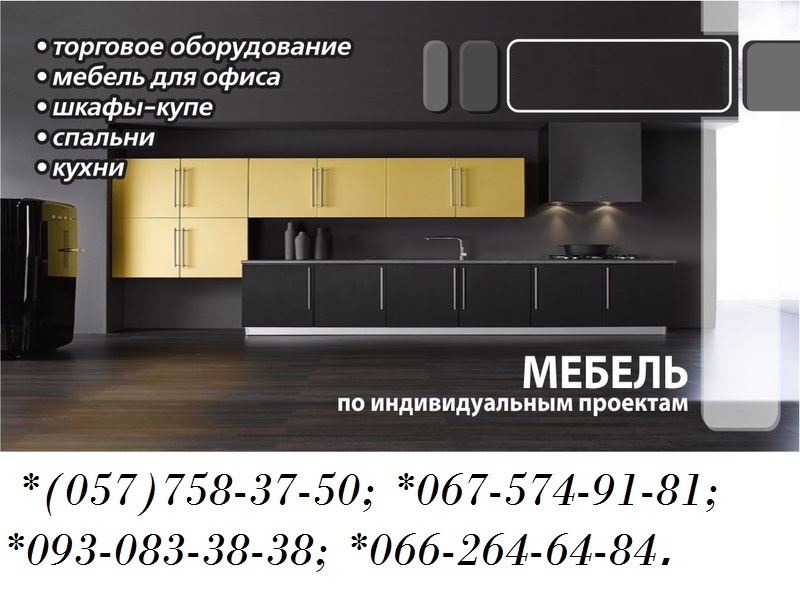 • торговое оборудование
• мебель для офиса
• шкафы-купе
• спальни
• кухни
МЕБЕЛЬ
по индивидуальным проектам
*(057)758-37-50; *067-574-91-81;
*093-083-38-38; *066-264-64-84.